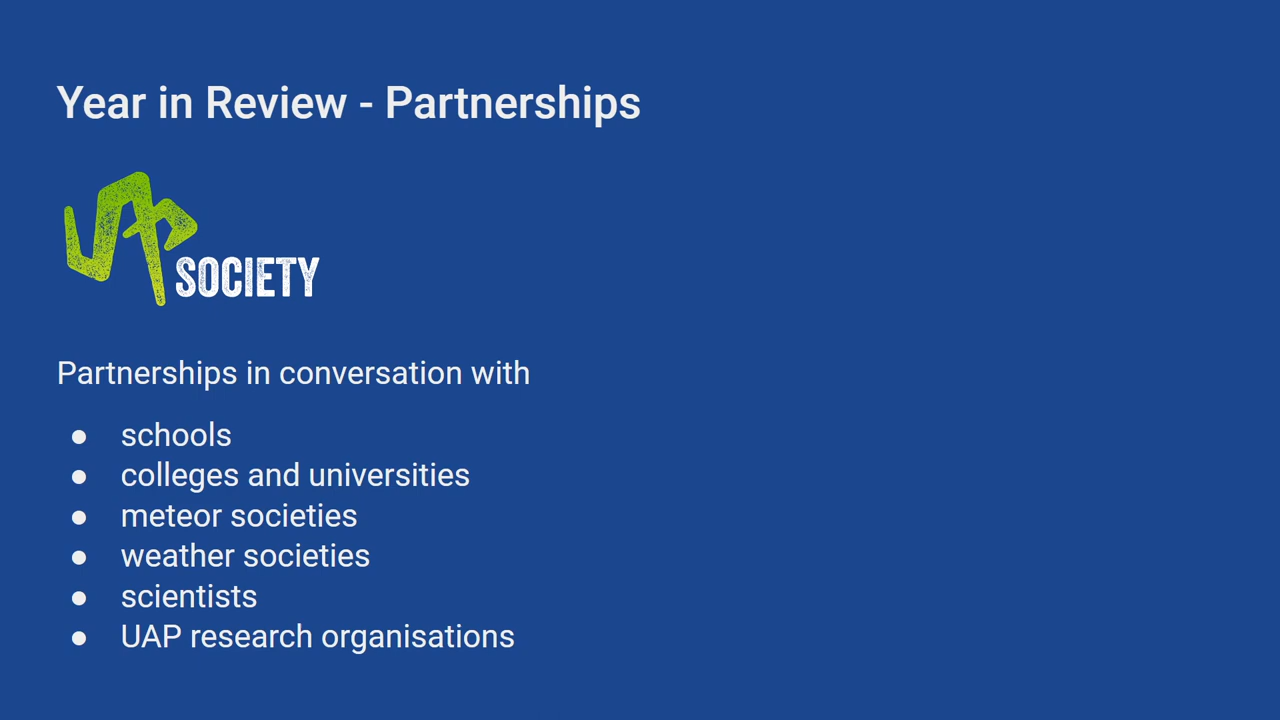 Year in Review - Partnerships
UAP
SOCIETY
Partnerships in conversation with
● schools
● colleges and universities
● meteor societies
● weather societies
● scientists
● UAP research organisations